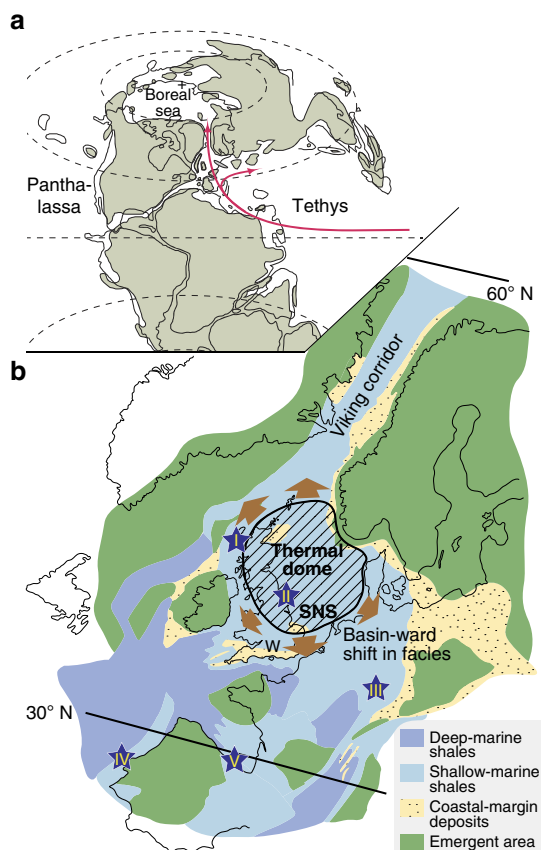 a
Boreal
sea
Pantha-
lassa
Tethys
60° N
b
Viking corridor
I
Thermal
dome
II
SNS
W
Basin-ward
shift in facies
III
30° N
IV
V
Deep-marine
shales
Shallow-marine
shales
Coastal-margin
deposits
Emergent area